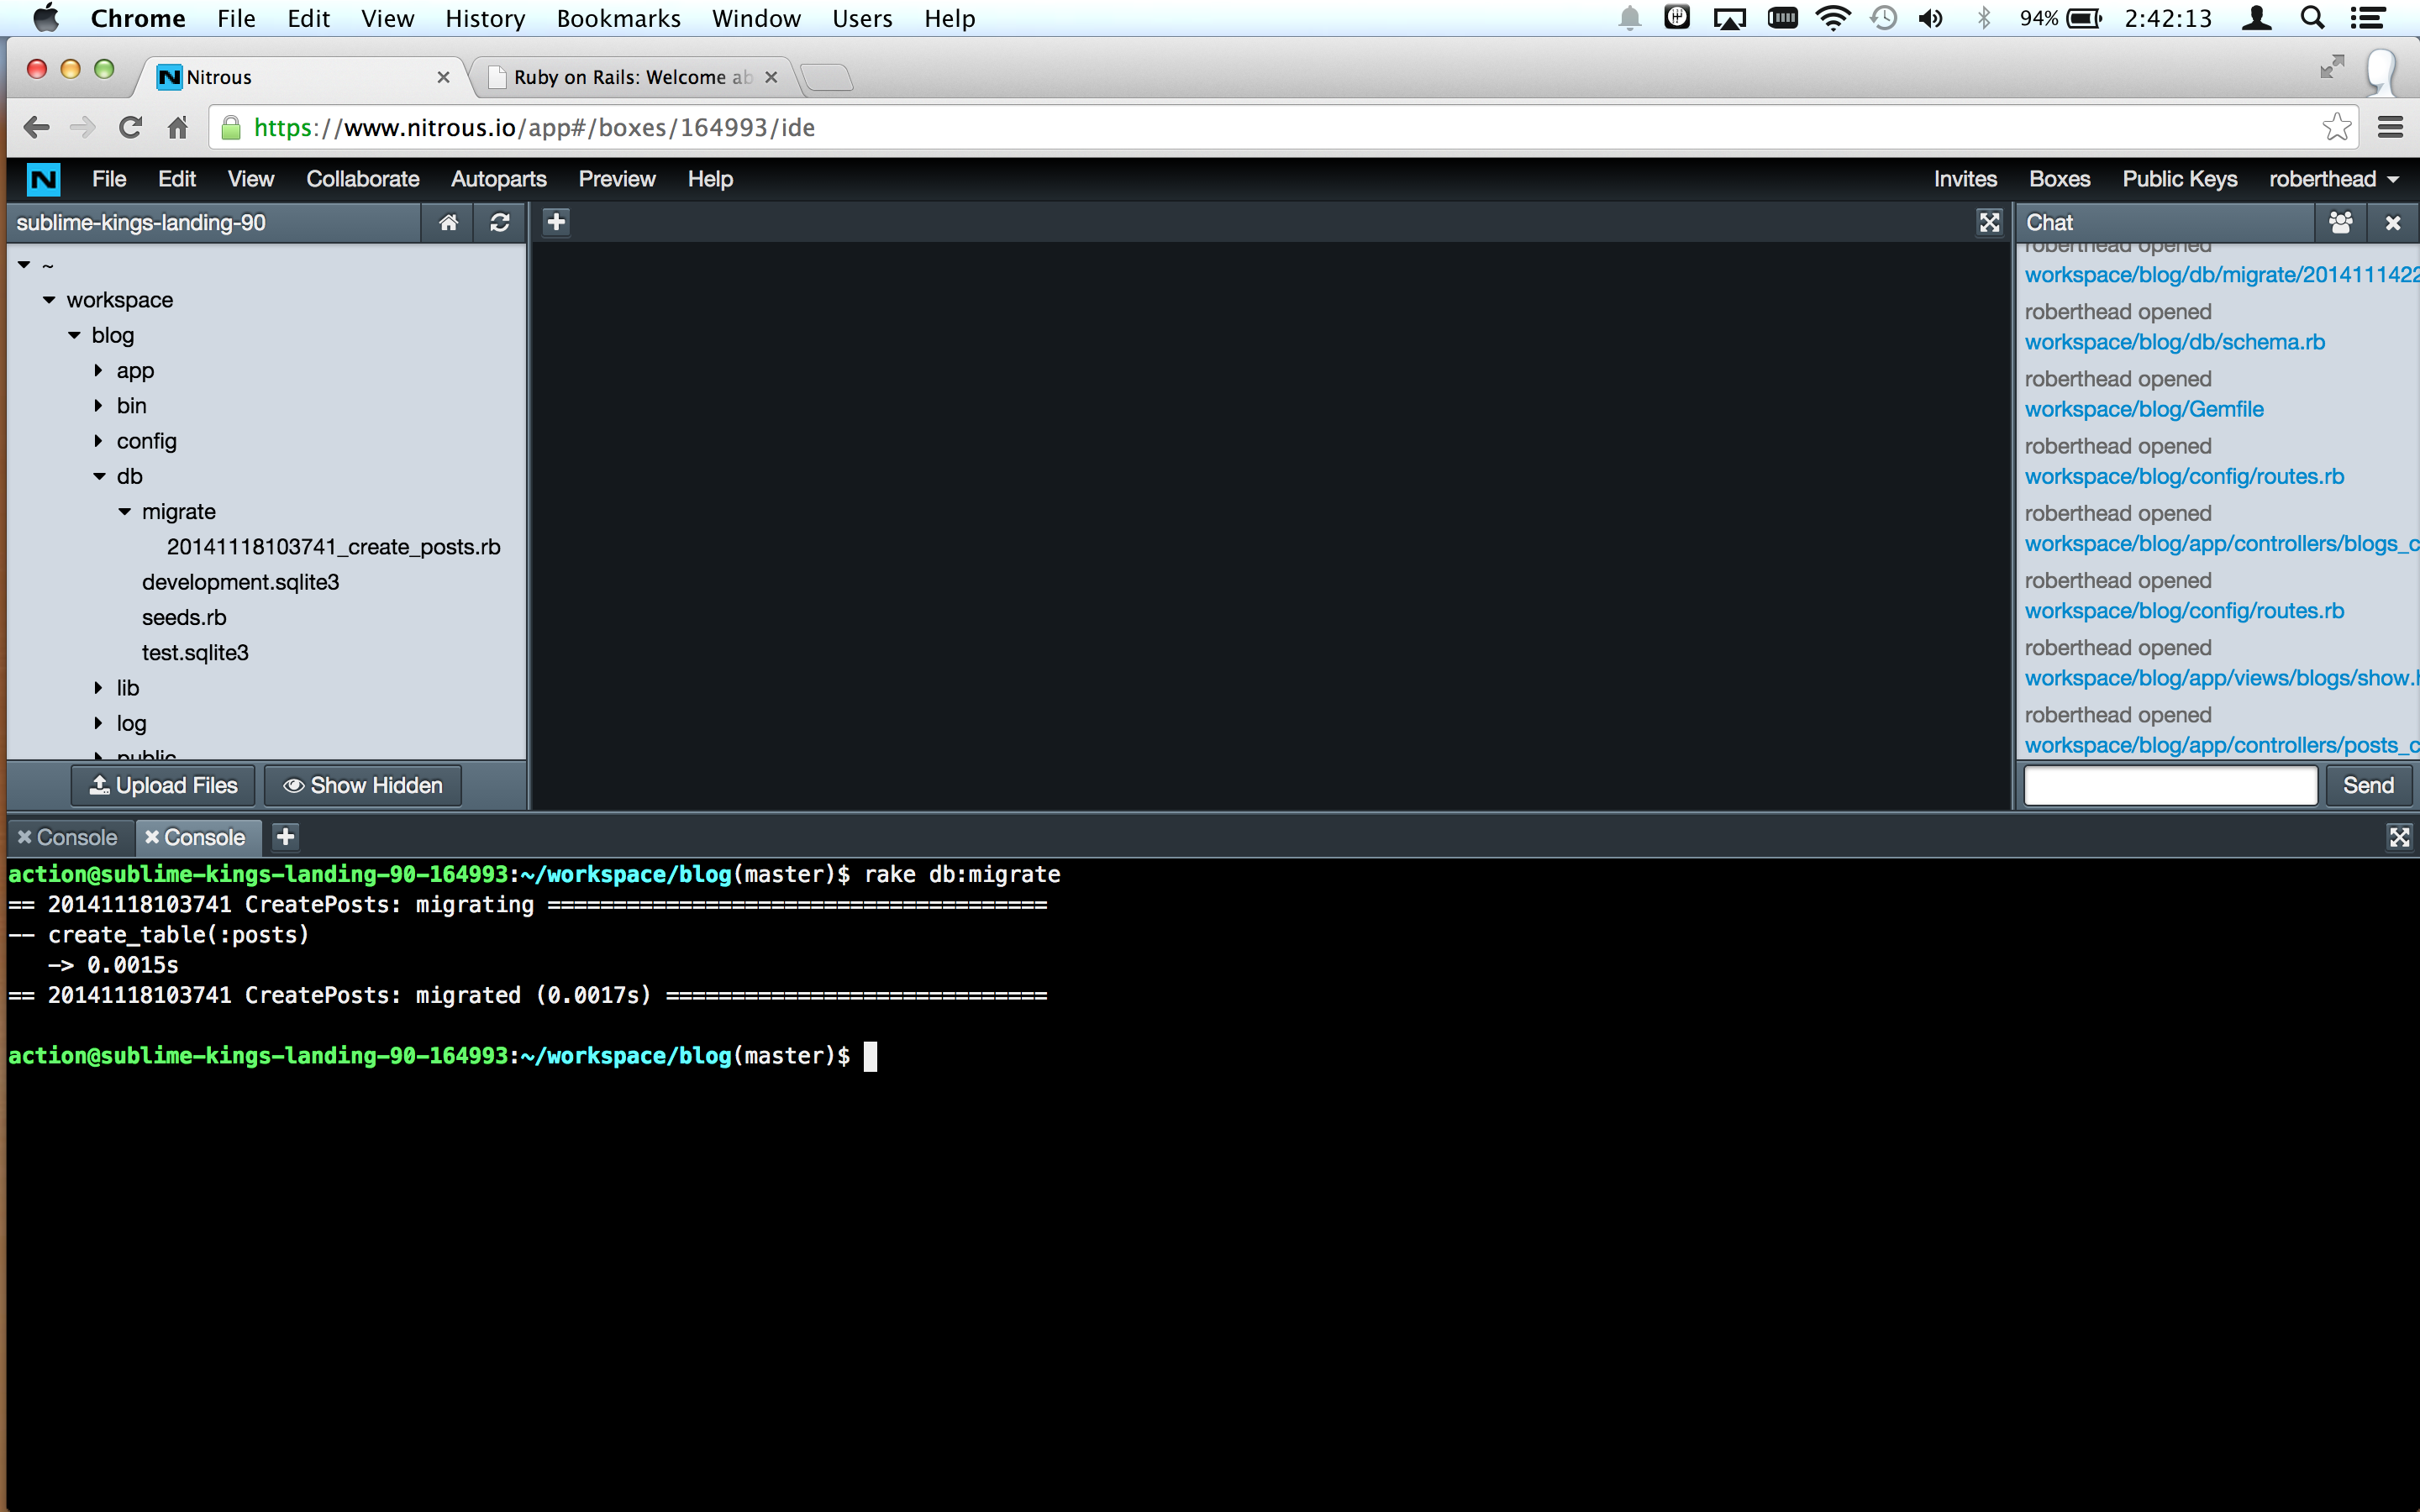 Chrome File Edit View History Bookmarks Window Users Help 94% 2:42:13
Nitrous Ruby on Rails: Welcome ab
https://www.nitrous.io/app#/boxes/164993/ide
N File Edit View Collaborate Autoparts Preview Help Invites Boxes Public Keys roberthead
sublime-kings-landing-90
~
workspace
blog
app
bin
config
db
migrate
20141118103741_create_posts.rb
development.sqlite3
seeds.rb
test.sqlite3
lib
log
public
Upload Files Show Hidden
Chat
roberthead opened
workspace/blog/db/migrate/2014111422
roberthead opened
workspace/blog/db/schema.rb
roberthead opened
workspace/blog/Gemfile
roberthead opened
workspace/blog/config/routes.rb
roberthead opened
workspace/blog/app/controllers/blogs_c
roberthead opened
workspace/blog/config/routes.rb
roberthead opened
workspace/blog/app/views/blogs/show.h
roberthead opened
workspace/blog/app/controllers/posts_c
Send
Console Console
action@sublime-kings-landing-90-164993:~/workspace/blog(master)$ rake db:migrate
== 20141118103741 CreatePosts: migrating ======================================
-- create_table(:posts)
   -> 0.0015s
== 20141118103741 CreatePosts: migrated (0.0017s) =============================
action@sublime-kings-landing-90-164993:~/workspace/blog(master)$